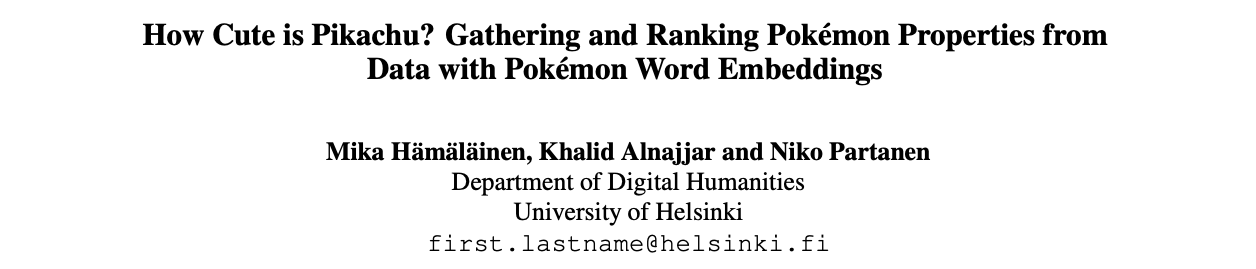 How Cute is Pikachu? Gathering and Ranking Pokémon Properties from
Data with Pokémon Word Embeddings
Mika Hämäläinen, Khalid Alnajjar and Niko Partanen
Department of Digital Humanities
University of Helsinki
first.lastname@helsinki.fi